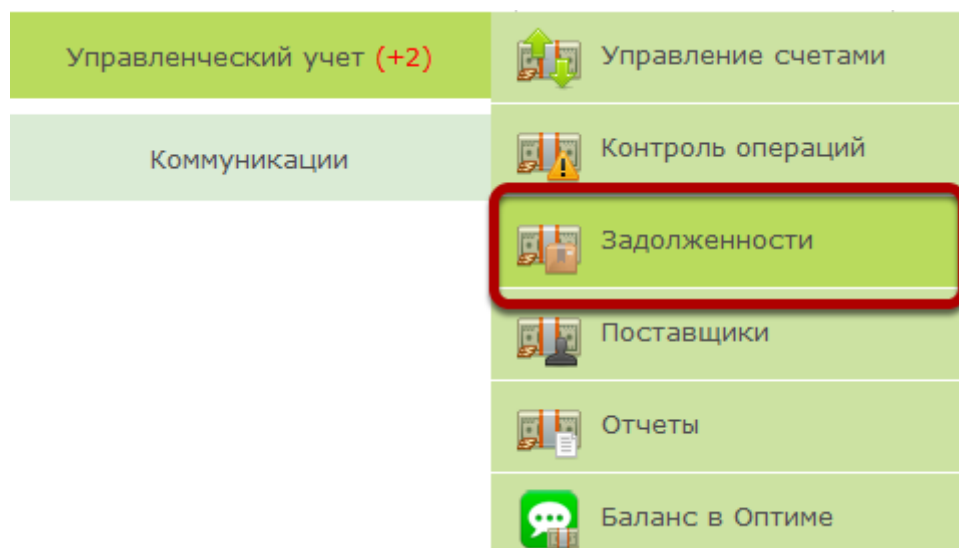 Управленческий учет (+2)
Коммуникации
Управление счетами
Контроль операций
Задолженности
Поставщики
Отчеты
Баланс в Оптиме